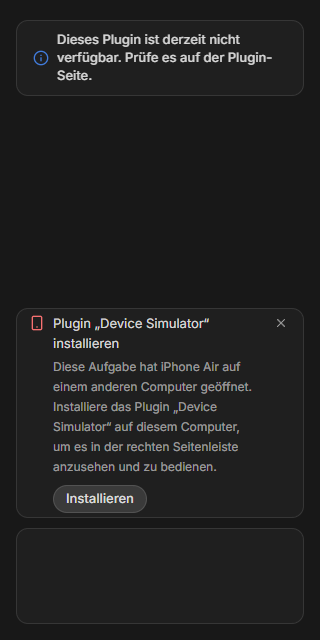 Dieses Plugin ist derzeit nicht
verfügbar. Prüfe es auf der Plugin-
Seite.
Plugin „Device Simulator“
installieren
Diese Aufgabe hat iPhone Air auf
einem anderen Computer geöffnet.
Installiere das Plugin „Device
Simulator“ auf diesem Computer,
um es in der rechten Seitenleiste
anzusehen und zu bedienen.
Installieren